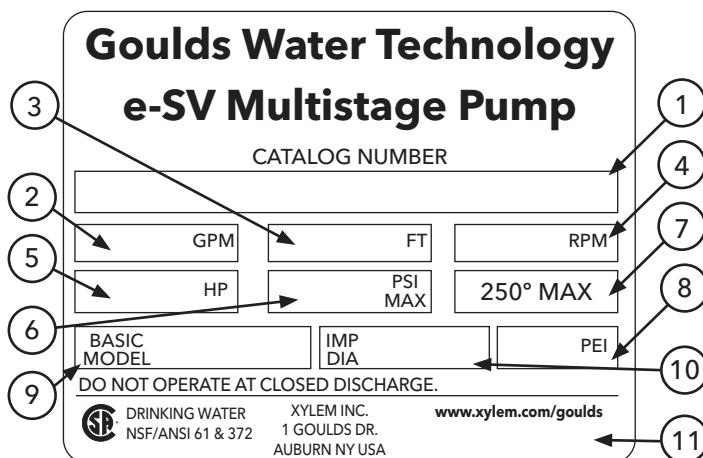 Goulds Water Technology
e-SV Multistage Pump
3
1
CATALOG NUMBER
4
2
GPM
FT
RPM
7
5
HP
PSI
MAX
250° MAX
8
6
BASIC
MODEL
IMP
DIA
PEI
10
9
DO NOT OPERATE AT CLOSED DISCHARGE.
SA
DRINKING WATER
NSF/ANSI 61 & 372
XYLEM INC.
1 GOULDS DR.
AUBURN NY USA
www.xylem.com/goulds
11